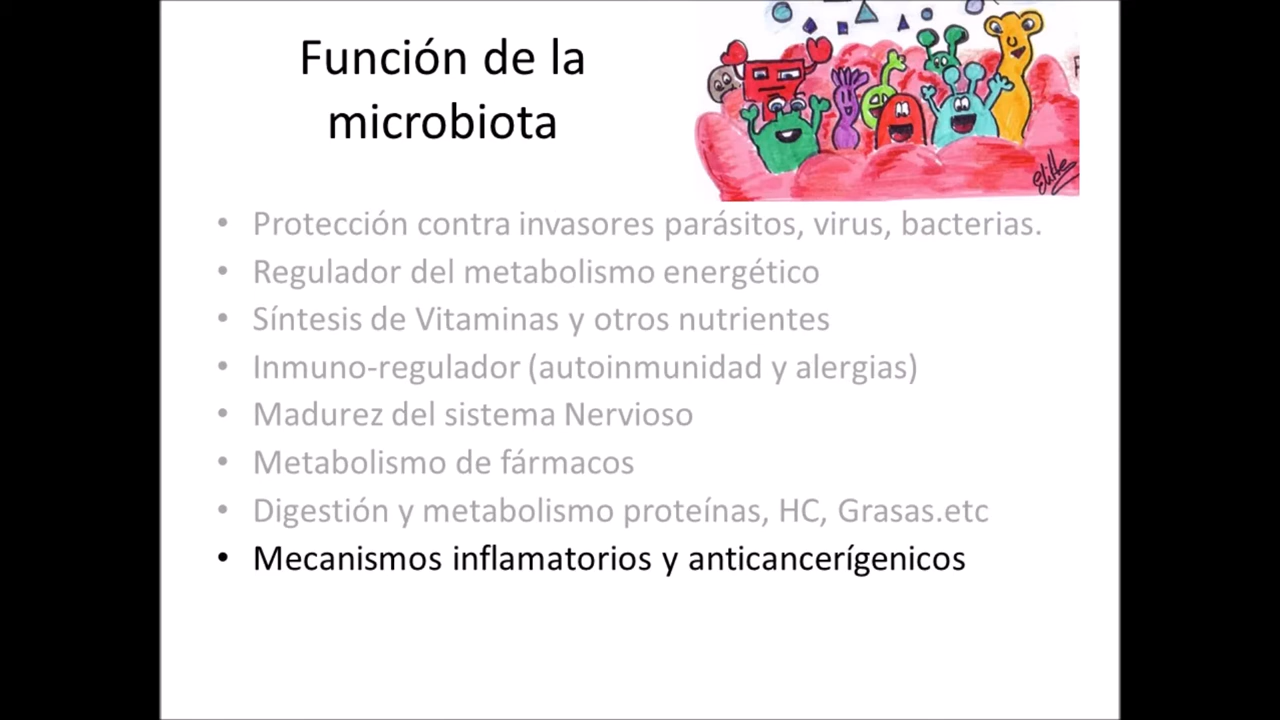 Función de la
microbiota
• Protección contra invasores parásitos, virus, bacterias.
• Regulador del metabolismo energético
• Síntesis de Vitaminas y otros nutrientes
• Inmuno-regulador (autoinmunidad y alergias)
• Madurez del sistema Nervioso
• Metabolismo de fármacos
• Digestión y metabolismo proteínas, HC, Grasas.etc
• Mecanismos inflamatorios y anticancerígenicos